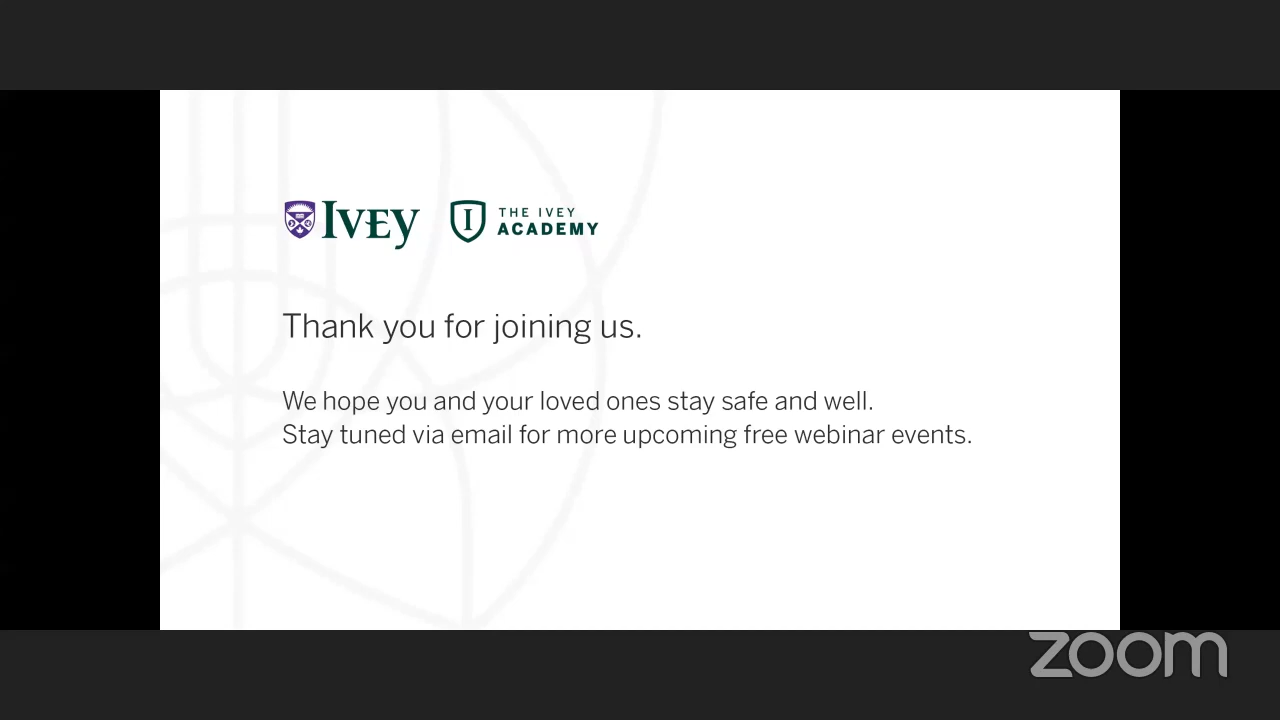 IVEY
THE IVEY
ACADEMY
Thank you for joining us.
We hope you and your loved ones stay safe and well.
Stay tuned via email for more upcoming free webinar events.
zoom